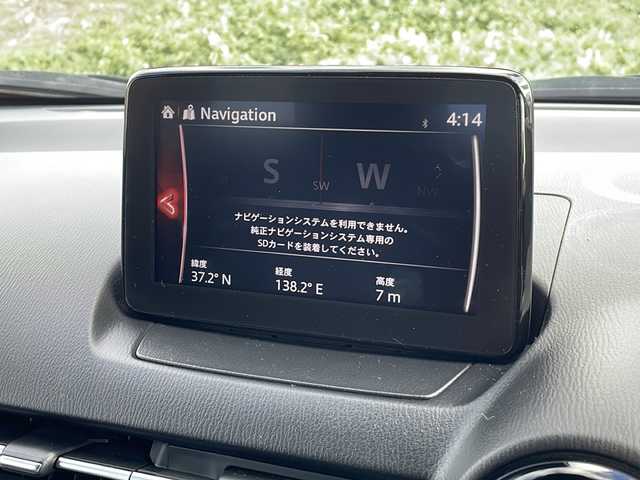 Navigation
4:14
S
SW
W
NW
ナビゲーションシステムを利用できません。
純正ナビゲーションシステム専用の
SDカードを装着してください。
緯度
経度
高度
37.2° N
138.2° E
7 m